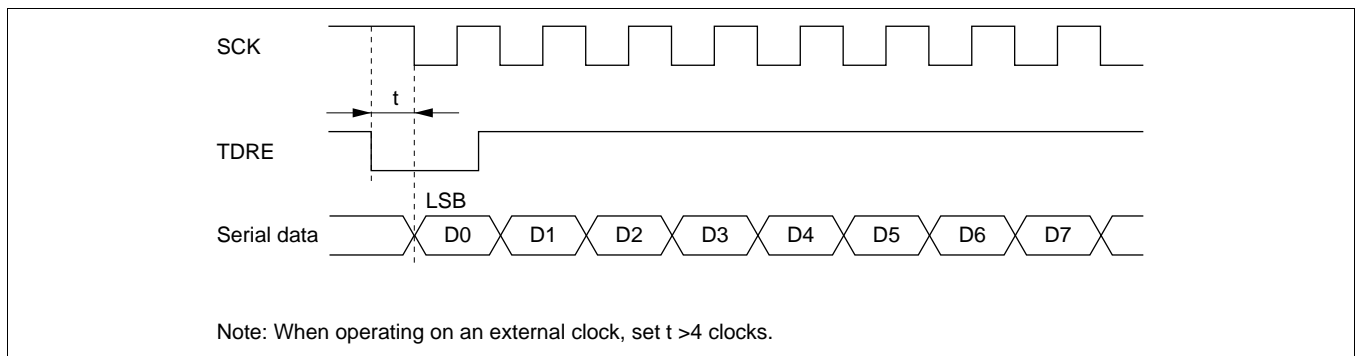 SCK
t
TDRE
LSB
Serial data D0 D1 D2 D3 D4 D5 D6 D7
Note: When operating on an external clock, set t >4 clocks.